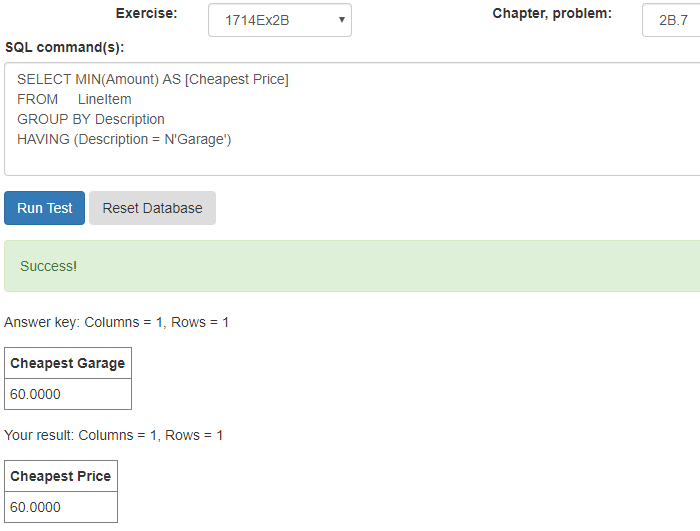 Exercise: 1714Ex2B Chapter, problem: 2B.7
SQL command(s):
SELECT MIN(Amount) AS [Cheapest Price]
FROM LineItem
GROUP BY Description
HAVING (Description = N'Garage')
Run Test Reset Database
Success!
Answer key: Columns = 1, Rows = 1
Cheapest Garage
60.0000
Your result: Columns = 1, Rows = 1
Cheapest Price
60.0000